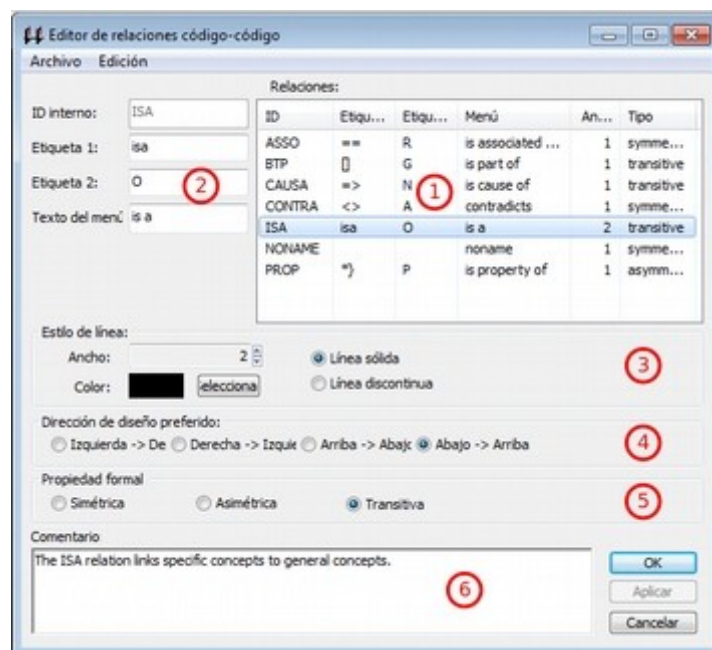 Editor de relaciones código-código
Archivo Edición
Relaciones:
ID interno: ISA
Etiqueta 1: isa
Etiqueta 2: O
Texto del menú is a
2
ID Etiqu... Etiqu... Menú An... Tipo
ASSO == R is associated ... 1 symme...
BTP [] G is part of 1 transitive
CAUSA => N is cause of 1 transitive
CONTRA <> A contradicts 1 symme...
ISA isa O is a 2 transitive
NONAME noname 1 symme...
PROP *} P is property of 1 asymm...
1
Estilo de línea:
Ancho: 2
Línea sólida
Color: elecciona
Línea discontinua
3
Dirección de diseño preferido:
Izquierda -> De Derecha -> Izquie Arriba -> Abajo Abajo -> Arriba
4
Propiedad formal
Simétrica Asimétrica Transitiva
5
Comentario
The ISA relation links specific concepts to general concepts.
6
OK
Aplicar
Cancelar